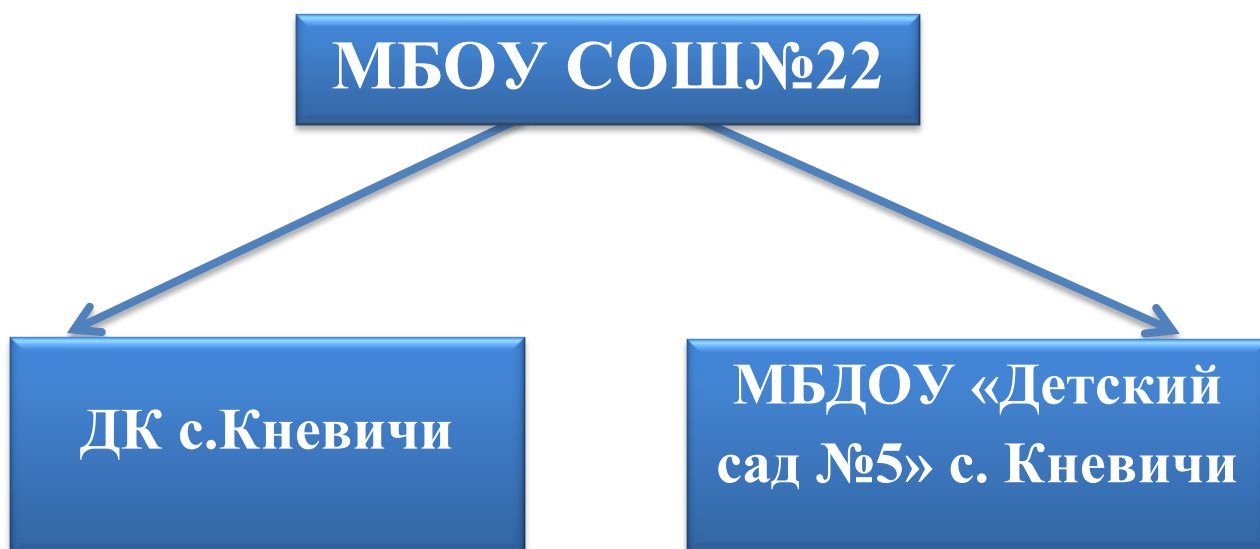 МБОУ СОШ№22
ДК с.Кневичи
МБДОУ «Детский
сад №5» с. Кневичи